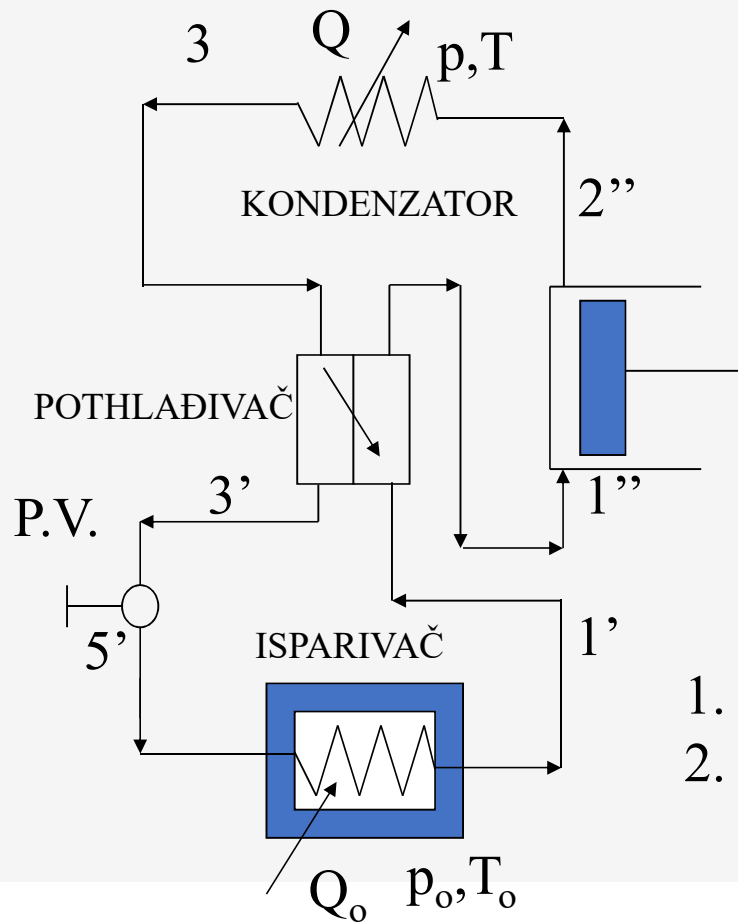 3
Q
p,T
KONDENZATOR
2’’
POTHLAĐIVAČ
1’’
3’
P.V.
5’
ISPARIVAČ
1’
1.
2.
Qₒ
pₒ,Tₒ